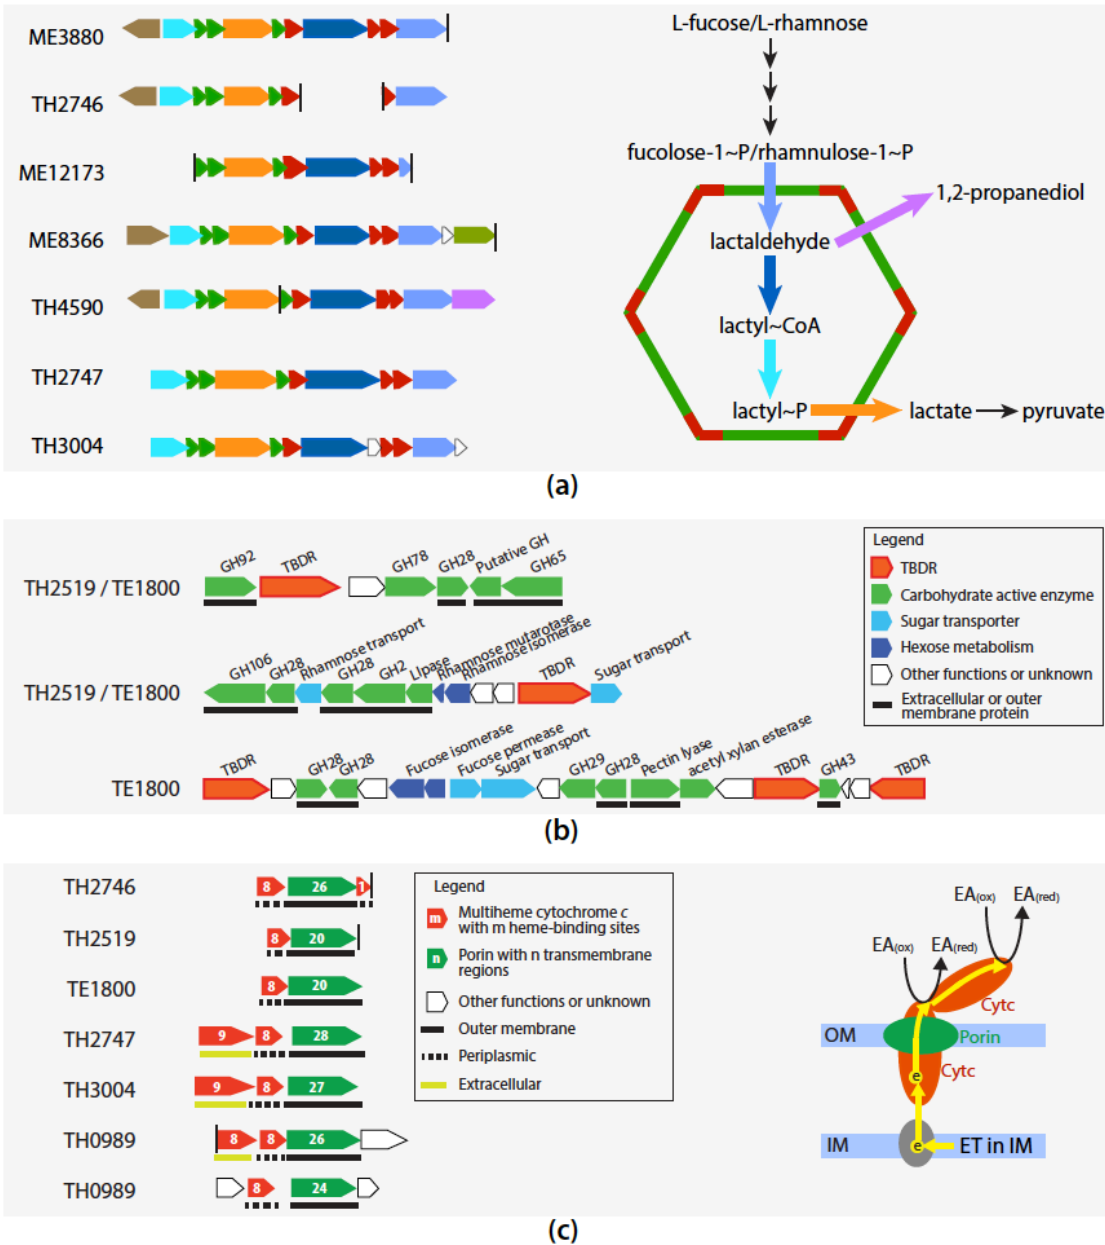 ME3880
TH2746
ME12173
ME8366
TH4590
TH2747
TH3004
L-fucose/L-rhamnose
fucolose-1~P/rhamnulose-1~P
1,2-propanediol
lactaldehyde
lactyl~CoA
lactyl~P
lactate
pyruvate
(a)
TH2519 / TE1800
GH92
TBDR
GH78
GH28
Putative GH
GH65
TH2519 / TE1800
GH106
GH28
Rhamnose transport
GH28
GH2
LIpase
Rhamnose mutarotase
Rhamnose isomerase
TBDR
Sugar transport
TE1800
TBDR
GH28
GH28
Fucose isomerase
Fucose permease
Sugar transport
GH29
GH28
Pectin lyase
acetyl xylan esterase
TBDR
GH43
TBDR
Legend
TBDR
Carbohydrate active enzyme
Sugar transporter
Hexose metabolism
Other functions or unknown
Extracellular or outer
membrane protein
(b)
TH2746
8 26 1
TH2519
8 20
TE1800
8 20
TH2747
9 8 28
TH3004
9 8 27
TH0989
8 8 26
TH0989
8 24
Legend
m Multiheme cytochrome c
with m heme-binding sites
n Porin with n transmembrane
regions
Other functions or unknown
Outer membrane
Periplasmic
Extracellular
EA(ox) EA(red)
EA(ox) EA(red)
Cytc
OM
Porin
Cytc
e
IM
e
ET in IM
(c)